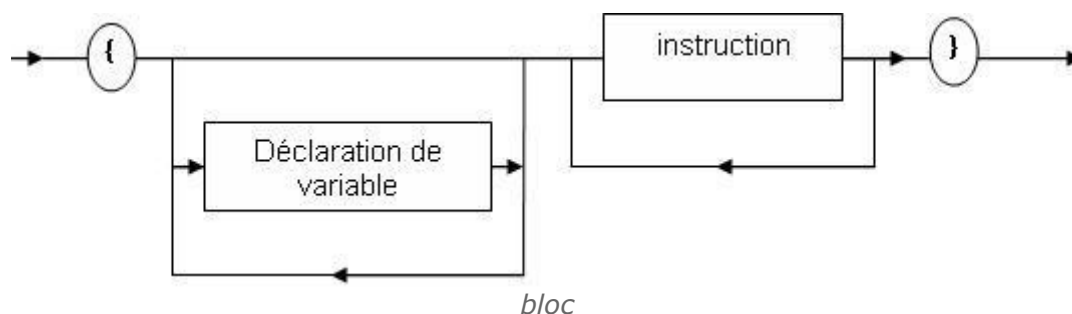 {
instruction
}
Déclaration de
variable
bloc